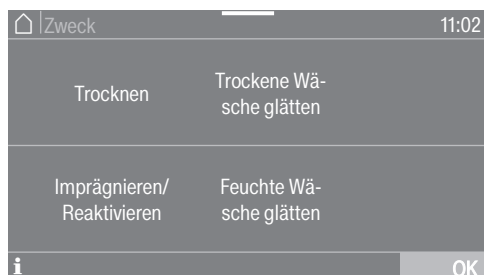 Zweck
11:02
Trocknen
Trockene Wä-
sche glätten
Imprägnieren/
Reaktivieren
Feuchte Wä-
sche glätten
i
OK